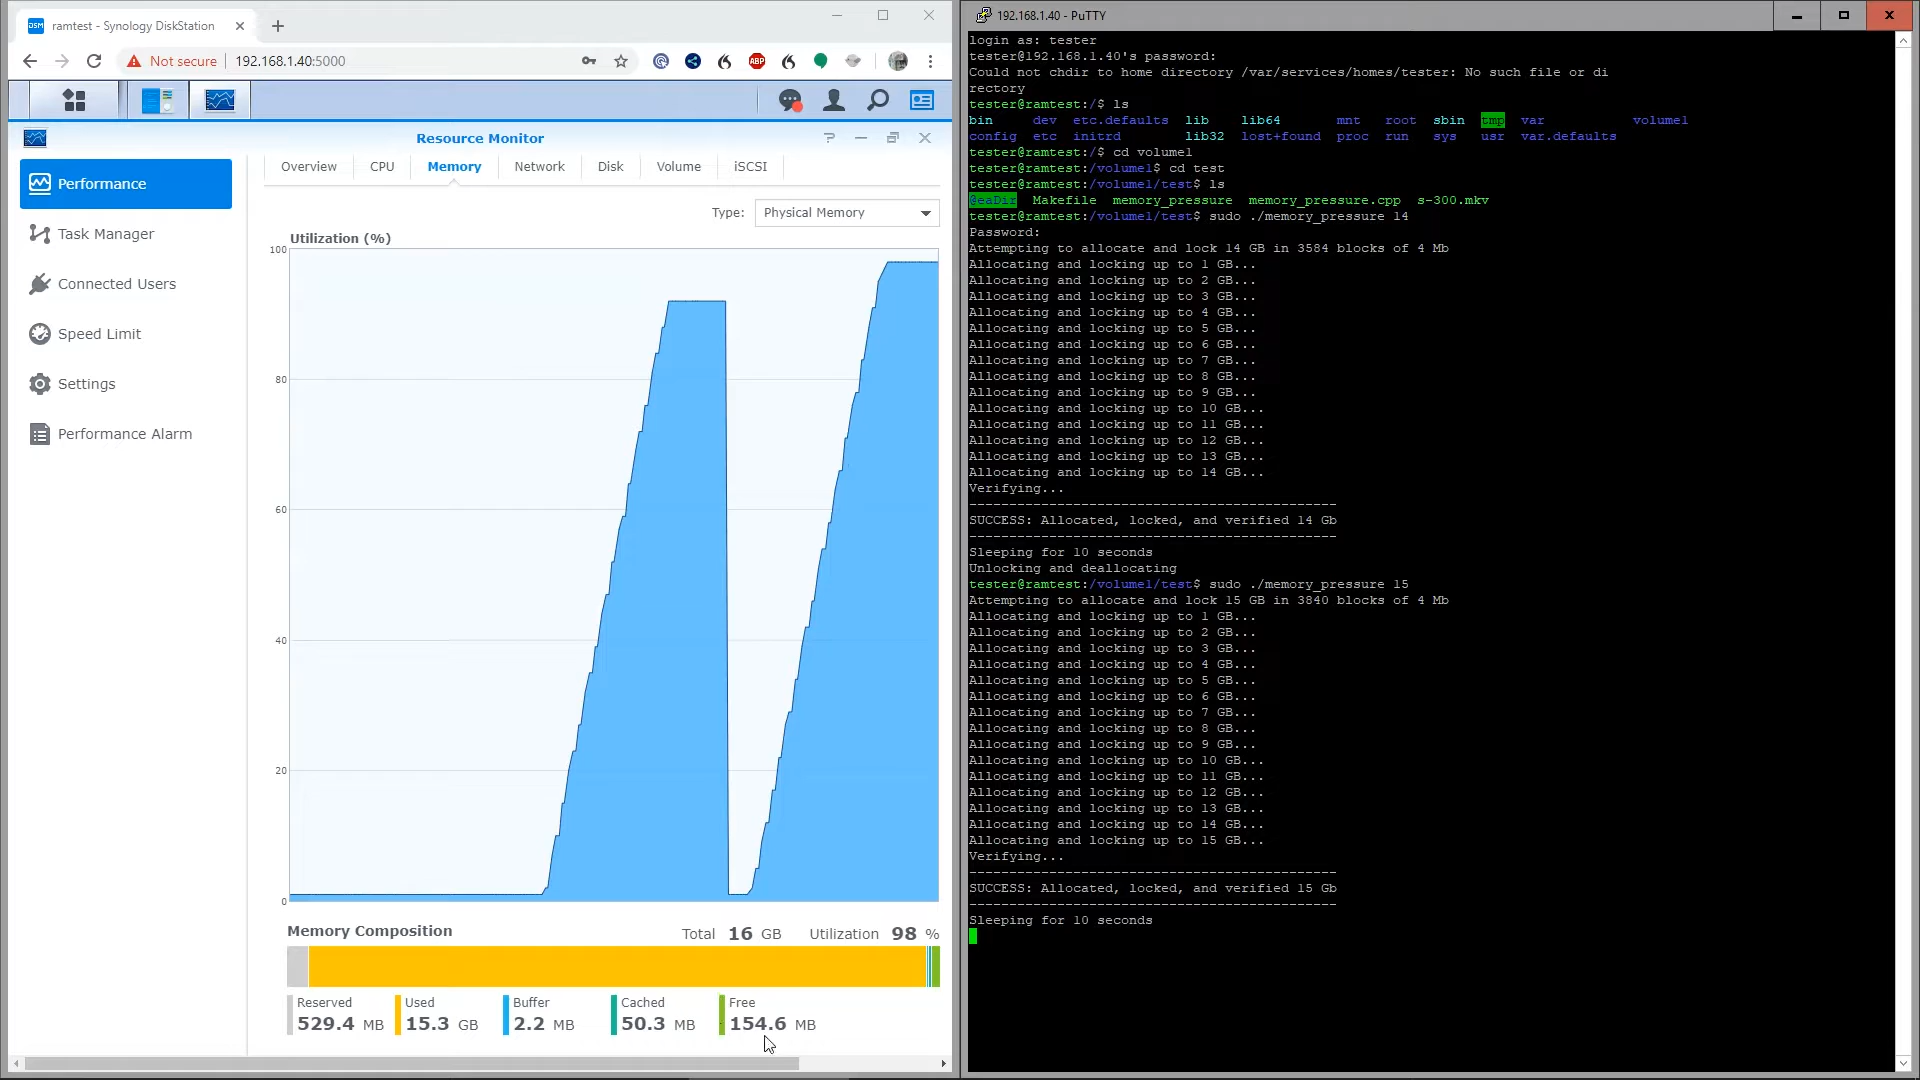 DSM ramtest - Synology DiskStation
Not secure 192.168.1.40:5000
ABP
Resource Monitor
Performance
Task Manager
Connected Users
Speed Limit
Settings
Performance Alarm
Overview CPU Memory Network Disk Volume iSCSI
Type: Physical Memory
Utilization (%)
100
80
60
40
20
0
Memory Composition Total 16 GB Utilization 98 %
Reserved Used Buffer Cached Free
529.4 MB 15.3 GB 2.2 MB 50.3 MB 154.6 MB
192.168.1.40 - PuTTY
login as: tester
tester@192.168.1.40's password:
Could not chdir to home directory /var/services/homes/tester: No such file or di
rectory
tester@ramtest:/$ ls
bin dev etc.defaults lib lib64 mnt root sbin tmp var volume1
config etc initrd lib32 lost+found proc run sys usr var.defaults
tester@ramtest:/$ cd volume1
tester@ramtest:/volume1$ cd test
tester@ramtest:/volume1/test$ ls
@eaDir Makefile memory_pressure memory_pressure.cpp s-300.mkv
tester@ramtest:/volume1/test$ sudo ./memory_pressure 14
Password:
Attempting to allocate and lock 14 GB in 3584 blocks of 4 Mb
Allocating and locking up to 1 GB...
Allocating and locking up to 2 GB...
Allocating and locking up to 3 GB...
Allocating and locking up to 4 GB...
Allocating and locking up to 5 GB...
Allocating and locking up to 6 GB...
Allocating and locking up to 7 GB...
Allocating and locking up to 8 GB...
Allocating and locking up to 9 GB...
Allocating and locking up to 10 GB...
Allocating and locking up to 11 GB...
Allocating and locking up to 12 GB...
Allocating and locking up to 13 GB...
Allocating and locking up to 14 GB...
Verifying...
----------------------------------------------
SUCCESS: Allocated, locked, and verified 14 Gb
----------------------------------------------
Sleeping for 10 seconds
Unlocking and deallocating
tester@ramtest:/volume1/test$ sudo ./memory_pressure 15
Attempting to allocate and lock 15 GB in 3840 blocks of 4 Mb
Allocating and locking up to 1 GB...
Allocating and locking up to 2 GB...
Allocating and locking up to 3 GB...
Allocating and locking up to 4 GB...
Allocating and locking up to 5 GB...
Allocating and locking up to 6 GB...
Allocating and locking up to 7 GB...
Allocating and locking up to 8 GB...
Allocating and locking up to 9 GB...
Allocating and locking up to 10 GB...
Allocating and locking up to 11 GB...
Allocating and locking up to 12 GB...
Allocating and locking up to 13 GB...
Allocating and locking up to 14 GB...
Allocating and locking up to 15 GB...
Verifying...
----------------------------------------------
SUCCESS: Allocated, locked, and verified 15 Gb
----------------------------------------------
Sleeping for 10 seconds